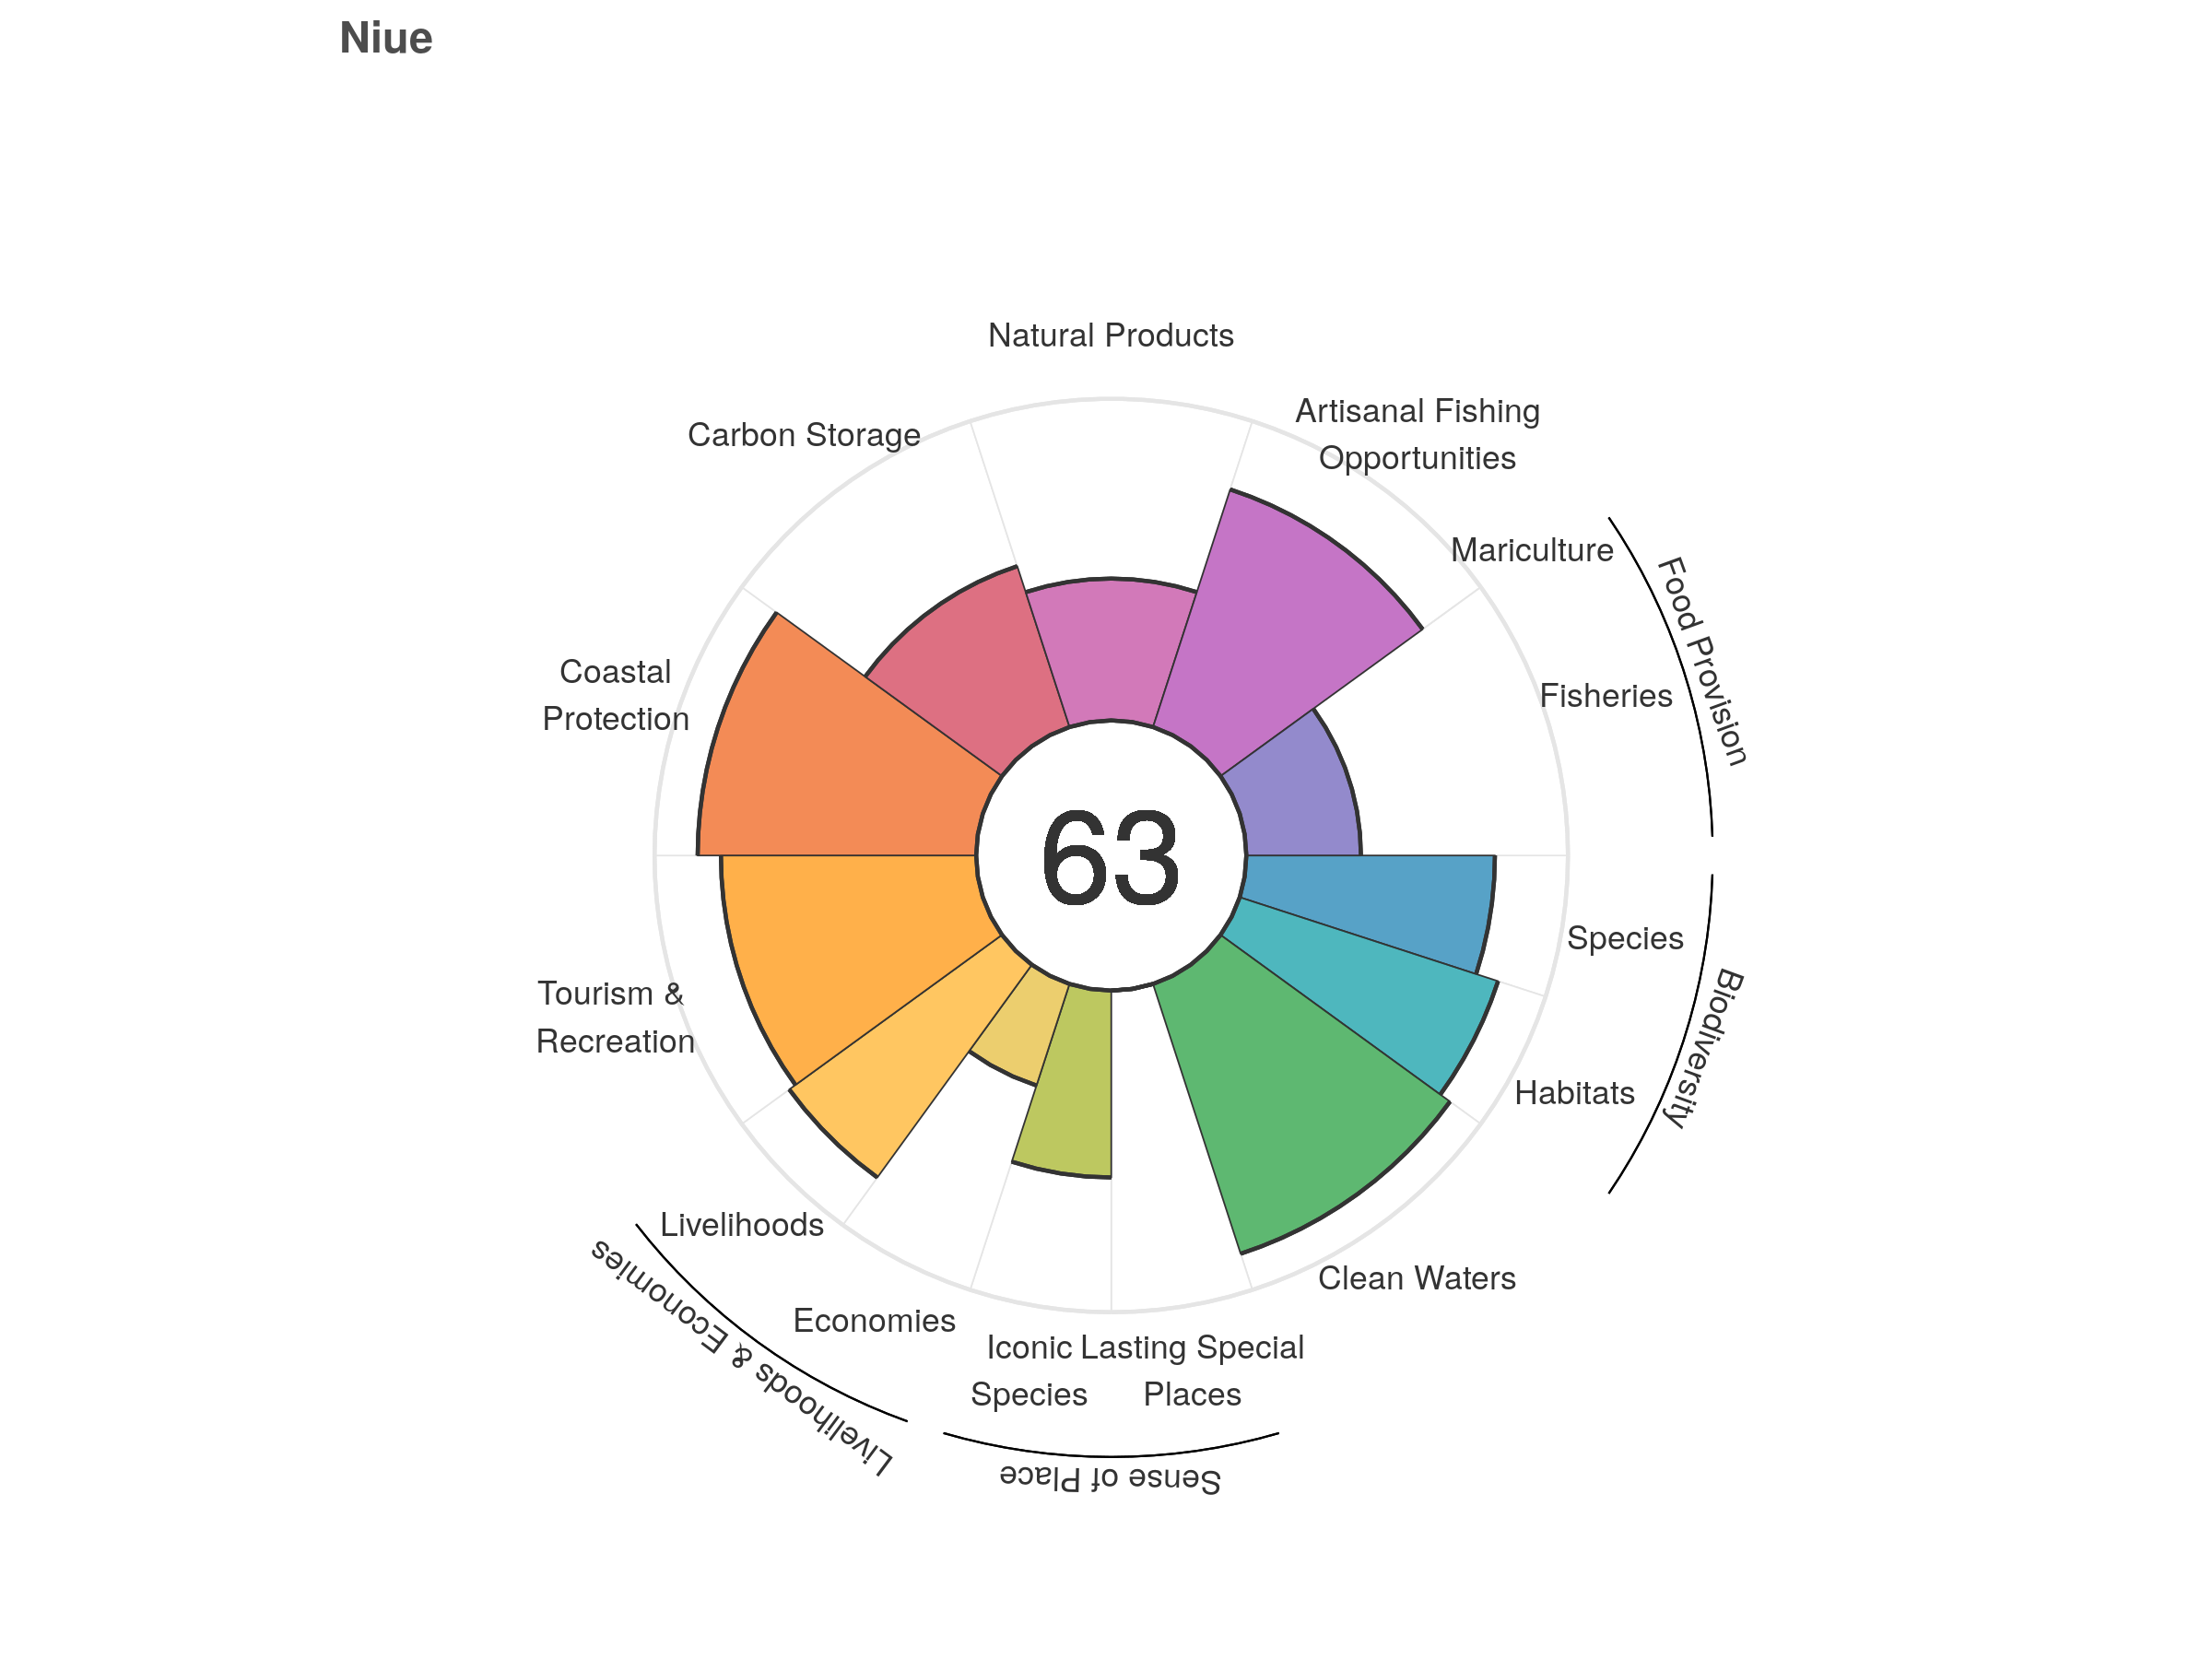 Niue
Natural Products
Artisanal Fishing
Opportunities
Carbon Storage
Mariculture
Food Provision
Coastal
Protection
Fisheries
63
Species
Biodiversity
Tourism &
Recreation
Habitats
Livelihoods
Livelihoods & Economies
Clean Waters
Economies
Iconic
Species
Lasting Special
Places
Sense of Place